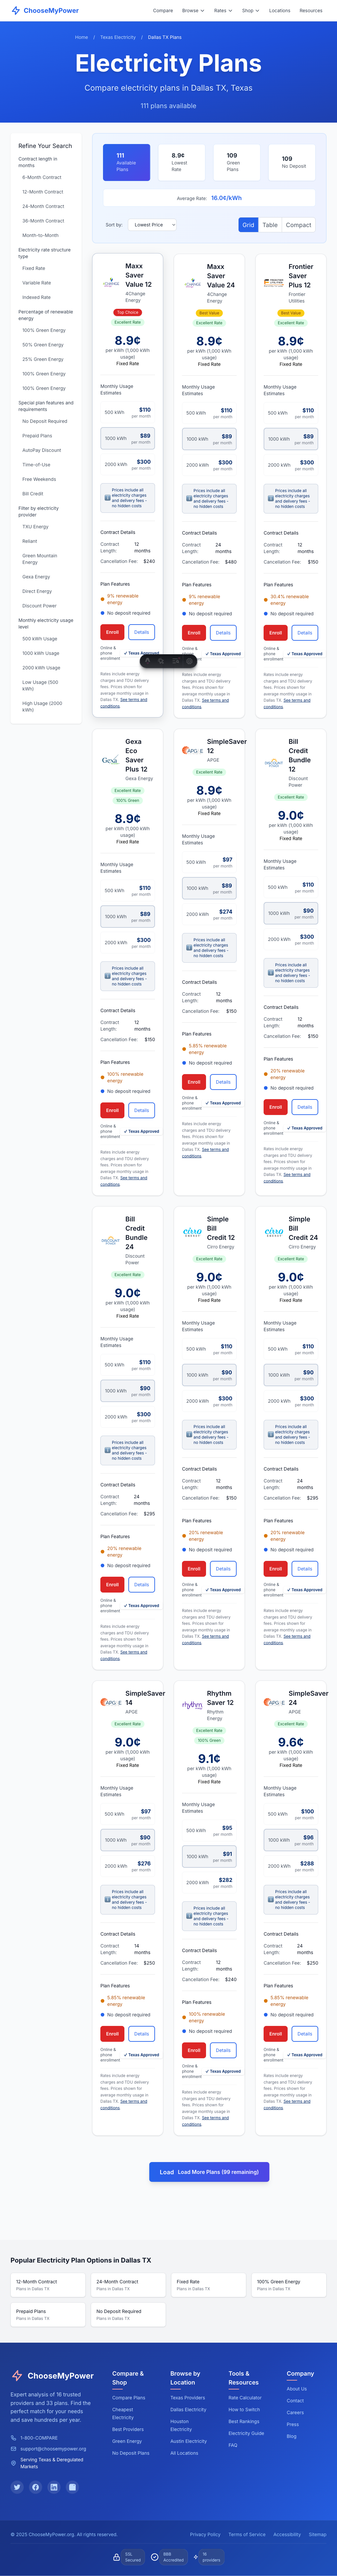 ChooseMyPower
Compare
Browse
Rates
Shop
Locations
Resources
Home / Texas Electricity / Dallas TX Plans
Electricity Plans
Compare electricity plans in Dallas, Texas
111 plans available
Refine Your Search
Contract length in months
6-Month Contract
12-Month Contract
24-Month Contract
36-Month Contract
Month-to-Month
Electricity rate structure type
Fixed Rate
Variable Rate
Indexed Rate
Percentage of renewable energy
100% Green Energy
50% Green Energy
25% Green Energy
100% Green Energy
100% Green Energy
Special plan features and requirements
No Deposit Required
Prepaid Plans
AutoPay Discount
Time-of-Use
Free Weekends
Bill Credit
Filter by electricity provider
TXU Energy
Reliant
Green Mountain Energy
Gexa Energy
Direct Energy
Discount Power
Monthly electricity usage level
500 kWh Usage
1000 kWh Usage
2000 kWh Usage
Low Usage (500 kWh)
High Usage (2000 kWh)
111
Available Plans
8.9¢
Lowest Rate
109
Green Plans
109
No Deposit
Average Rate: 16.0¢/kWh
Sort by: Lowest Price
Grid
Table
Compact
Maxx Saver Value 12
4Change Energy
Top Choice
Excellent Rate
8.9¢
per kWh (1,000 kWh usage)
Fixed Rate
Monthly Usage Estimates
500 kWh $110 per month
1000 kWh $89 per month
2000 kWh $300 per month
Prices include all electricity charges and delivery fees - no hidden costs
Contract Details
Contract Length: 12 months
Cancellation Fee: $240
Plan Features
9% renewable energy
No deposit required
Enroll
Details
Online & phone enrollment
✓ Texas Approved
Rates include energy charges and TDU delivery fees. Prices shown for average monthly usage in Dallas TX. See terms and conditions
Maxx Saver Value 24
4Change Energy
Best Value
Excellent Rate
8.9¢
per kWh (1,000 kWh usage)
Fixed Rate
Monthly Usage Estimates
500 kWh $110 per month
1000 kWh $89 per month
2000 kWh $300 per month
Prices include all electricity charges and delivery fees - no hidden costs
Contract Details
Contract Length: 24 months
Cancellation Fee: $480
Plan Features
9% renewable energy
No deposit required
Enroll
Details
✓ Texas Approved
Rates include energy charges and TDU delivery fees. Prices shown for average monthly usage in Dallas TX. See terms and conditions
Frontier Saver Plus 12
Frontier Utilities
Best Value
Excellent Rate
8.9¢
per kWh (1,000 kWh usage)
Fixed Rate
Monthly Usage Estimates
500 kWh $110 per month
1000 kWh $89 per month
2000 kWh $300 per month
Prices include all electricity charges and delivery fees - no hidden costs
Contract Details
Contract Length: 12 months
Cancellation Fee: $150
Plan Features
30.4% renewable energy
No deposit required
Enroll
Details
Online & phone enrollment
✓ Texas Approved
Rates include energy charges and TDU delivery fees. Prices shown for average monthly usage in Dallas TX. See terms and conditions
Gexa Eco Saver Plus 12
Gexa Energy
Excellent Rate
100% Green
8.9¢
per kWh (1,000 kWh usage)
Fixed Rate
Monthly Usage Estimates
500 kWh $110 per month
1000 kWh $89 per month
2000 kWh $300 per month
Prices include all electricity charges and delivery fees - no hidden costs
Contract Details
Contract Length: 12 months
Cancellation Fee: $150
Plan Features
100% renewable energy
No deposit required
Enroll
Details
Online & phone enrollment
✓ Texas Approved
Rates include energy charges and TDU delivery fees. Prices shown for average monthly usage in Dallas TX. See terms and conditions
SimpleSaver 12
APGE
Excellent Rate
8.9¢
per kWh (1,000 kWh usage)
Fixed Rate
Monthly Usage Estimates
500 kWh $97 per month
1000 kWh $89 per month
2000 kWh $274 per month
Prices include all electricity charges and delivery fees - no hidden costs
Contract Details
Contract Length: 12 months
Cancellation Fee: $150
Plan Features
5.85% renewable energy
No deposit required
Enroll
Details
Online & phone enrollment
✓ Texas Approved
Rates include energy charges and TDU delivery fees. Prices shown for average monthly usage in Dallas TX. See terms and conditions
Bill Credit Bundle 12
Discount Power
Excellent Rate
9.0¢
per kWh (1,000 kWh usage)
Fixed Rate
Monthly Usage Estimates
500 kWh $110 per month
1000 kWh $90 per month
2000 kWh $300 per month
Prices include all electricity charges and delivery fees - no hidden costs
Contract Details
Contract Length: 12 months
Cancellation Fee: $150
Plan Features
20% renewable energy
No deposit required
Enroll
Details
Online & phone enrollment
✓ Texas Approved
Rates include energy charges and TDU delivery fees. Prices shown for average monthly usage in Dallas TX. See terms and conditions
Bill Credit Bundle 24
Discount Power
Excellent Rate
9.0¢
per kWh (1,000 kWh usage)
Fixed Rate
Monthly Usage Estimates
500 kWh $110 per month
1000 kWh $90 per month
2000 kWh $300 per month
Prices include all electricity charges and delivery fees - no hidden costs
Contract Details
Contract Length: 24 months
Cancellation Fee: $295
Plan Features
20% renewable energy
No deposit required
Enroll
Details
Online & phone enrollment
✓ Texas Approved
Rates include energy charges and TDU delivery fees. Prices shown for average monthly usage in Dallas TX. See terms and conditions
Simple Bill Credit 12
Cirro Energy
Excellent Rate
9.0¢
per kWh (1,000 kWh usage)
Fixed Rate
Monthly Usage Estimates
500 kWh $110 per month
1000 kWh $90 per month
2000 kWh $300 per month
Prices include all electricity charges and delivery fees - no hidden costs
Contract Details
Contract Length: 12 months
Cancellation Fee: $150
Plan Features
20% renewable energy
No deposit required
Enroll
Details
Online & phone enrollment
✓ Texas Approved
Rates include energy charges and TDU delivery fees. Prices shown for average monthly usage in Dallas TX. See terms and conditions
Simple Bill Credit 24
Cirro Energy
Excellent Rate
9.0¢
per kWh (1,000 kWh usage)
Fixed Rate
Monthly Usage Estimates
500 kWh $110 per month
1000 kWh $90 per month
2000 kWh $300 per month
Prices include all electricity charges and delivery fees - no hidden costs
Contract Details
Contract Length: 24 months
Cancellation Fee: $295
Plan Features
20% renewable energy
No deposit required
Enroll
Details
Online & phone enrollment
✓ Texas Approved
Rates include energy charges and TDU delivery fees. Prices shown for average monthly usage in Dallas TX. See terms and conditions
SimpleSaver 14
APGE
Excellent Rate
9.0¢
per kWh (1,000 kWh usage)
Fixed Rate
Monthly Usage Estimates
500 kWh $97 per month
1000 kWh $90 per month
2000 kWh $276 per month
Prices include all electricity charges and delivery fees - no hidden costs
Contract Details
Contract Length: 14 months
Cancellation Fee: $250
Plan Features
5.85% renewable energy
No deposit required
Enroll
Details
Online & phone enrollment
✓ Texas Approved
Rates include energy charges and TDU delivery fees. Prices shown for average monthly usage in Dallas TX. See terms and conditions
Rhythm Saver 12
Rhythm Energy
Excellent Rate
100% Green
9.1¢
per kWh (1,000 kWh usage)
Fixed Rate
Monthly Usage Estimates
500 kWh $95 per month
1000 kWh $91 per month
2000 kWh $282 per month
Prices include all electricity charges and delivery fees - no hidden costs
Contract Details
Contract Length: 12 months
Cancellation Fee: $240
Plan Features
100% renewable energy
No deposit required
Enroll
Details
Online & phone enrollment
✓ Texas Approved
Rates include energy charges and TDU delivery fees. Prices shown for average monthly usage in Dallas TX. See terms and conditions
SimpleSaver 24
APGE
Excellent Rate
9.6¢
per kWh (1,000 kWh usage)
Fixed Rate
Monthly Usage Estimates
500 kWh $100 per month
1000 kWh $96 per month
2000 kWh $288 per month
Prices include all electricity charges and delivery fees - no hidden costs
Contract Details
Contract Length: 24 months
Cancellation Fee: $250
Plan Features
5.85% renewable energy
No deposit required
Enroll
Details
Online & phone enrollment
✓ Texas Approved
Rates include energy charges and TDU delivery fees. Prices shown for average monthly usage in Dallas TX. See terms and conditions
Load Load More Plans (99 remaining)
Popular Electricity Plan Options in Dallas TX
12-Month Contract
Plans in Dallas TX
24-Month Contract
Plans in Dallas TX
Fixed Rate
Plans in Dallas TX
100% Green Energy
Plans in Dallas TX
Prepaid Plans
Plans in Dallas TX
No Deposit Required
Plans in Dallas TX
ChooseMyPower
Expert analysis of 16 trusted providers and 33 plans. Find the perfect electricity match for your needs and save hundreds per year.
1-800-COMPARE
support@choosemypower.org
Serving Texas & Deregulated Markets
Compare & Shop
Compare Plans
Cheapest Electricity
Best Providers
Green Energy
No Deposit Plans
Browse by Location
Texas Providers
Dallas Electricity
Houston Electricity
Austin Electricity
All Locations
Tools & Resources
Rate Calculator
How to Switch
Best Rankings
Electricity Guide
FAQ
Company
About Us
Contact
Careers
Press
Blog
© 2025 ChooseMyPower.org. All rights reserved.
Privacy Policy
Terms of Service
Accessibility
Sitemap
SSL Secured
BBB Accredited
16 providers